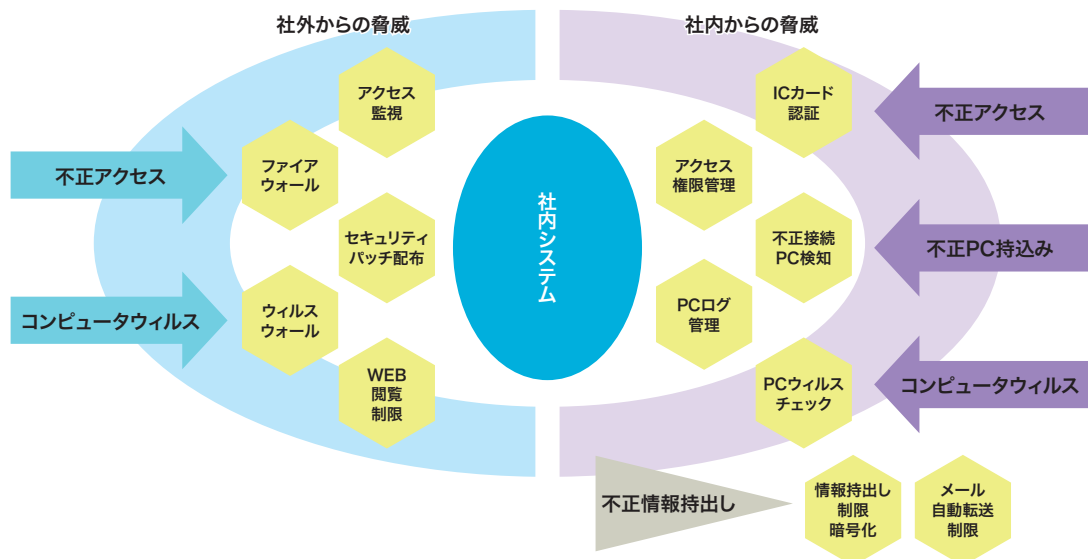 社外からの脅威
社内からの脅威
アクセス
監視
ファイア
ウォール
セキュリティ
パッチ配布
ウィルス
ウォール
WEB
閲覧
制限
不正アクセス
コンピュータウィルス
社内システム
ICカード
認証
アクセス
権限管理
不正接続
PC検知
PCログ
管理
PCウィルス
チェック
不正アクセス
不正PC持込み
コンピュータウィルス
不正情報持出し
情報持出し
制限
暗号化
メール
自動転送
制限